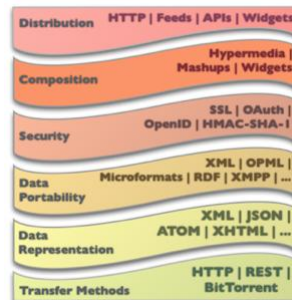 Distribution HTTP | Feeds | APIs | Widgets
Hypermedia |
Composition Mashups | Widgets
SSL | OAuth |
Security OpenID | HMAC-SHA-1
XML | OPML |
Data Microformats | RDF | XMPP | ...
Portability
XML | JSON |
Data ATOM | XHTML | ...
Representation
HTTP | REST |
Transfer Methods BitTorrent